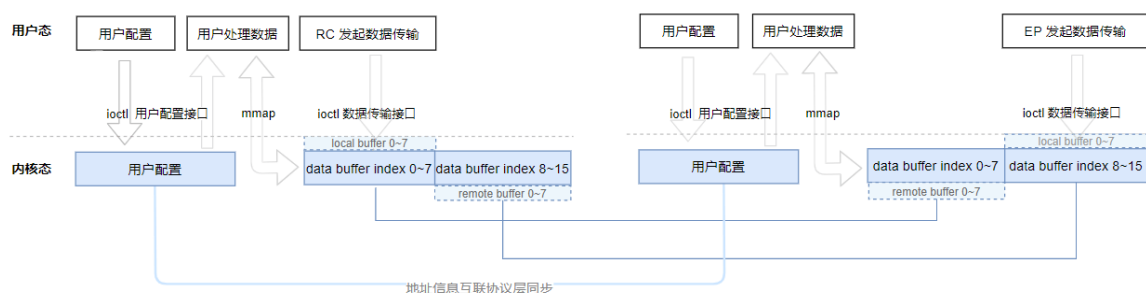 用户态
用户配置
用户处理数据
RC 发起数据传输
用户配置
用户处理数据
EP 发起数据传输
ioctl 用户配置接口
mmap
ioctl 数据传输接口
ioctl 用户配置接口
mmap
ioctl 数据传输接口
local buffer 0~7
local buffer 0~7
内核态
用户配置
data buffer index 0~7
data buffer index 8~15
用户配置
data buffer index 0~7
data buffer index 8~15
remote buffer 0~7
remote buffer 0~7
地址信息互联协议层同步